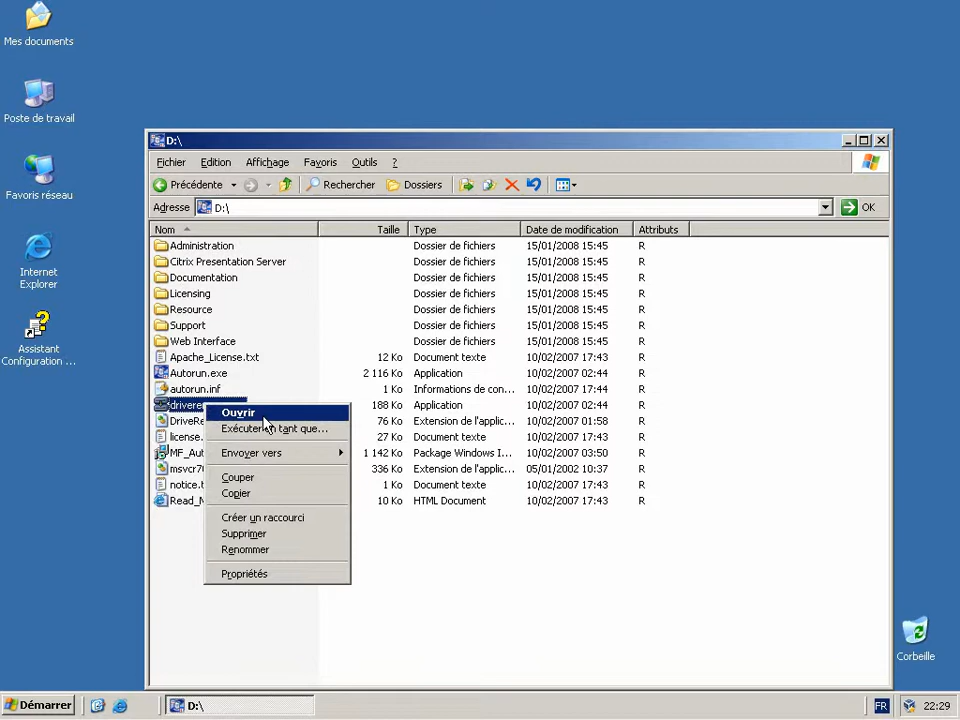 Mes documents
Poste de travail
Favoris réseau
Internet
Explorer
Assistant
Configuration ...
D:\
Fichier Edition Affichage Favoris Outils ?
Précédente Rechercher Dossiers
Adresse D:\ OK
Nom Taille Type Date de modification Attributs
Administration Dossier de fichiers 15/01/2008 15:45 R
Citrix Presentation Server Dossier de fichiers 15/01/2008 15:45 R
Documentation Dossier de fichiers 15/01/2008 15:45 R
Licensing Dossier de fichiers 15/01/2008 15:45 R
Resource Dossier de fichiers 15/01/2008 15:45 R
Support Dossier de fichiers 15/01/2008 15:45 R
Web Interface Dossier de fichiers 15/01/2008 15:45 R
Apache_License.txt 12 Ko Document texte 10/02/2007 17:43 R
Autorun.exe 2 116 Ko Application 10/02/2007 02:44 R
autorun.inf 1 Ko Informations de con... 10/02/2007 17:43 R
drivere 188 Ko Application 10/02/2007 02:44 R
DriveRe 76 Ko Extension de l'applic... 10/02/2007 01:58 R
license. 27 Ko Document texte 10/02/2007 17:43 R
MF_Aut 1 142 Ko Package Windows I... 10/02/2007 03:50 R
msvcr70 336 Ko Extension de l'applic... 05/01/2002 10:37 R
notice.t 1 Ko Document texte 10/02/2007 17:43 R
Read_M 10 Ko HTML Document 10/02/2007 17:43 R
Ouvrir
Exécuter en tant que...
Envoyer vers
Couper
Copier
Créer un raccourci
Supprimer
Renommer
Propriétés
Corbeille
Démarrer D:\ FR 22:29